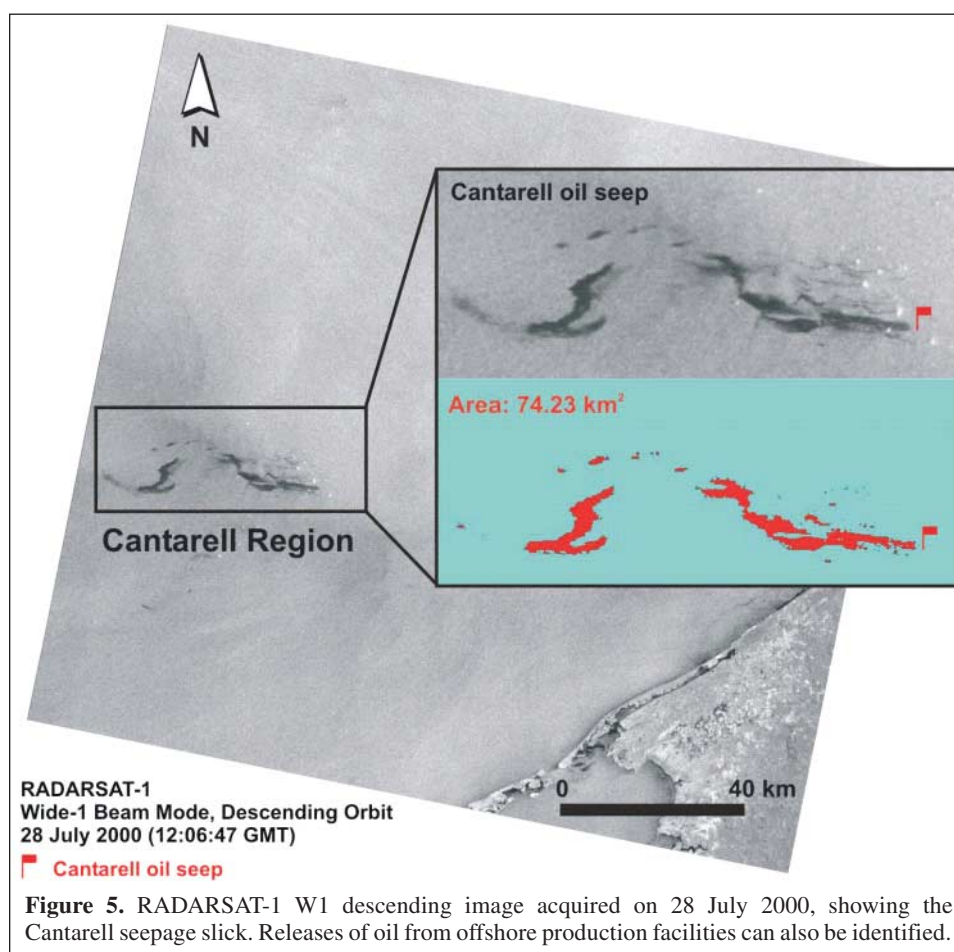 N
Cantarell oil seep
Area: 74.23 km²
Cantarell Region
0 40 km
RADARSAT-1
Wide-1 Beam Mode, Descending Orbit
28 July 2000 (12:06:47 GMT)
Cantarell oil seep
Figure 5. RADARSAT-1 W1 descending image acquired on 28 July 2000, showing the
Cantarell seepage slick. Releases of oil from offshore production facilities can also be identified.